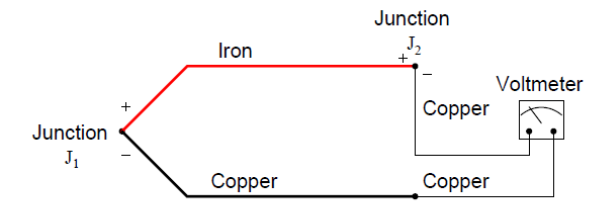 Junction
J2
Iron
+
−
Voltmeter
+
Copper
Junction
J1
−
Copper
Copper